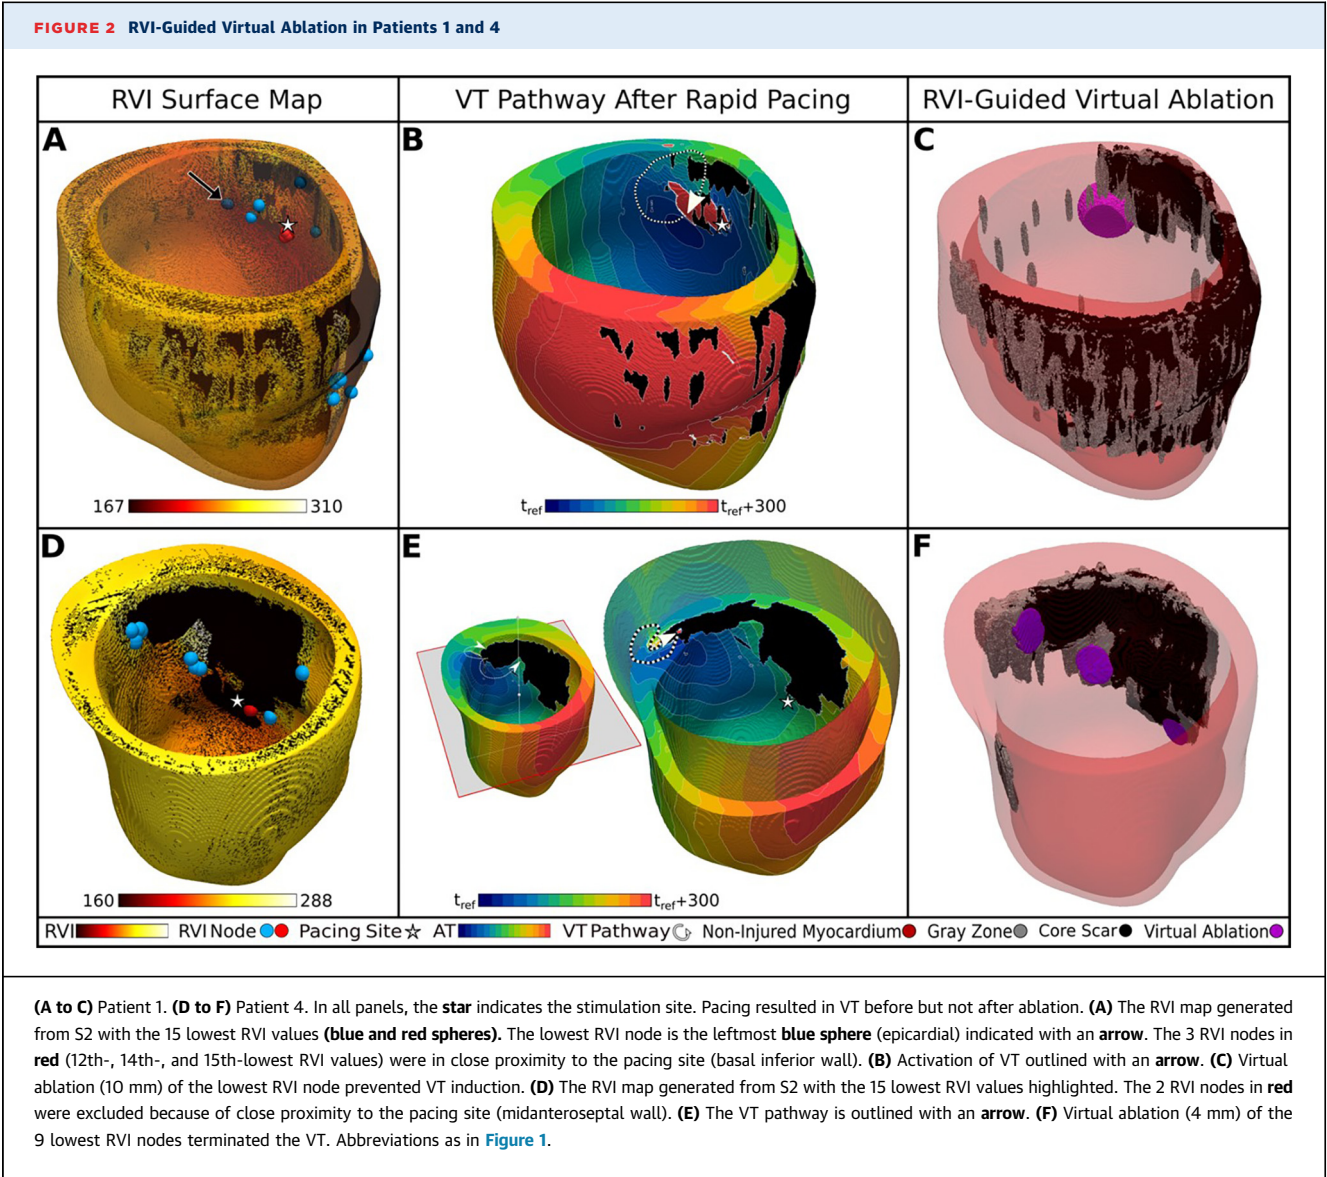 FIGURE 2 RVI-Guided Virtual Ablation in Patients 1 and 4
RVI Surface Map
VT Pathway After Rapid Pacing
RVI-Guided Virtual Ablation
A
B
C
167
310
tref
tref+300
D
E
F
160
288
tref
tref+300
RVI RVI Node Pacing Site AT VT Pathway Non-Injured Myocardium Gray Zone Core Scar Virtual Ablation
(A to C) Patient 1. (D to F) Patient 4. In all panels, the star indicates the stimulation site. Pacing resulted in VT before but not after ablation. (A) The RVI map generated
from S2 with the 15 lowest RVI values (blue and red spheres). The lowest RVI node is the leftmost blue sphere (epicardial) indicated with an arrow. The 3 RVI nodes in
red (12th-, 14th-, and 15th-lowest RVI values) were in close proximity to the pacing site (basal inferior wall). (B) Activation of VT outlined with an arrow. (C) Virtual
ablation (10 mm) of the lowest RVI node prevented VT induction. (D) The RVI map generated from S2 with the 15 lowest RVI values highlighted. The 2 RVI nodes in red
were excluded because of close proximity to the pacing site (midanteroseptal wall). (E) The VT pathway is outlined with an arrow. (F) Virtual ablation (4 mm) of the
9 lowest RVI nodes terminated the VT. Abbreviations as in Figure 1.